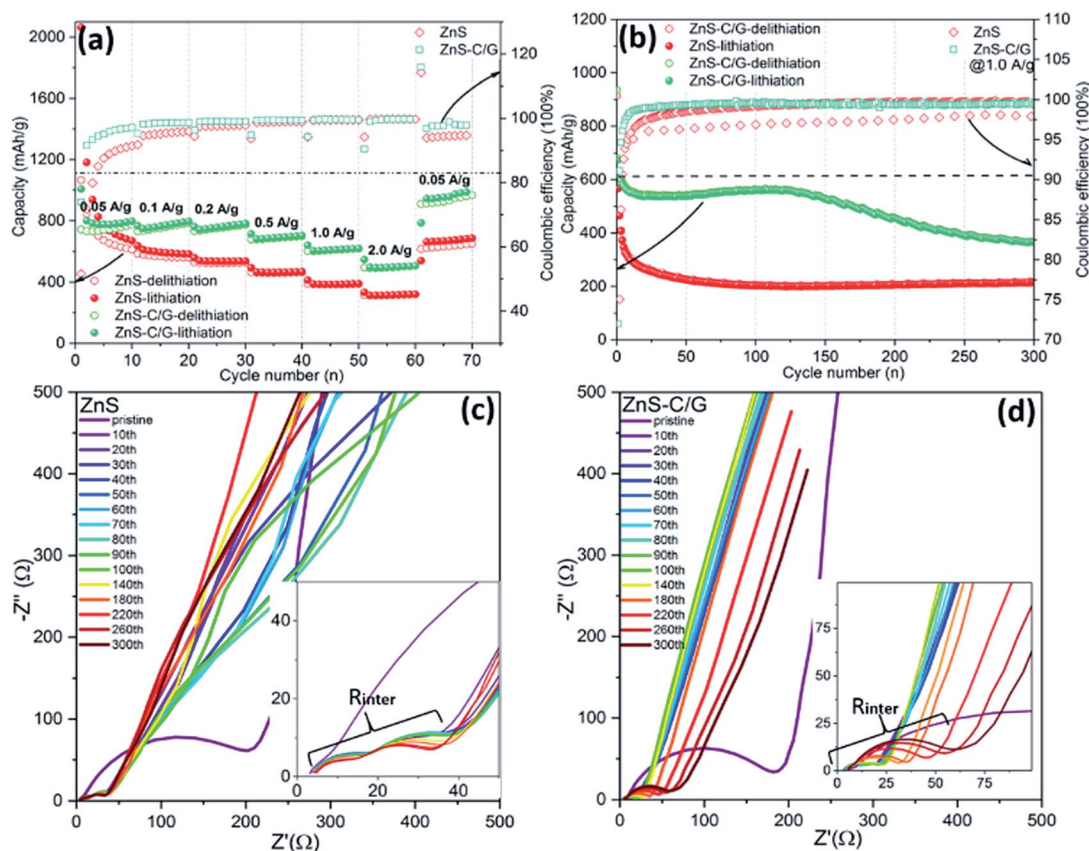 (a)
ZnS
ZnS-C/G
Capacity (mAh/g)
2000
1600
1200
800
400
0
0.05 A/g
0.1 A/g
0.2 A/g
0.5 A/g
1.0 A/g
2.0 A/g
0.05 A/g
ZnS-delithiation
ZnS-lithiation
ZnS-C/G-delithiation
ZnS-C/G-lithiation
0 10 20 30 40 50 60 70
Cycle number (n)
120
100
80
60
40
Coulombic efficiency (100%)
(b)
ZnS-C/G-delithiation
ZnS-lithiation
ZnS-C/G-delithiation
ZnS-C/G-lithiation
ZnS
ZnS-C/G
@1.0 A/g
Capacity (mAh/g)
1200
1000
800
600
400
200
0
0 50 100 150 200 250 300
Cycle number (n)
110
105
100
95
90
85
80
75
70
Coulombic efficiency (100%)
(c)
ZnS
pristine
10th
20th
30th
40th
50th
60th
70th
80th
90th
100th
140th
180th
220th
260th
300th
-Z''(Ω)
500
400
300
200
100
0
0 100 200 300 400 500
Z'(Ω)
Rinter
40
20
0
0 20 40
(d)
ZnS-C/G
pristine
10th
20th
30th
40th
50th
60th
70th
80th
90th
100th
140th
180th
220th
260th
300th
-Z''(Ω)
500
400
300
200
100
0
0 100 200 300 400 500
Z'(Ω)
Rinter
75
50
25
0
0 25 50 75